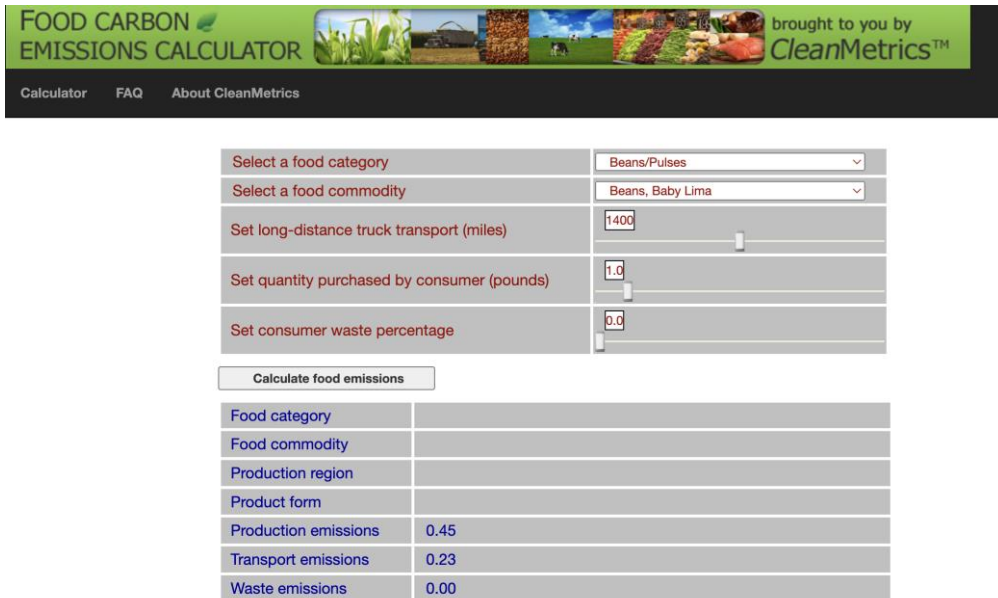 FOOD CARBON
EMISSIONS CALCULATOR
brought to you by
CleanMetrics™
Calculator FAQ About CleanMetrics
Select a food category Beans/Pulses
Select a food commodity Beans, Baby Lima
Set long-distance truck transport (miles) 1400
Set quantity purchased by consumer (pounds) 1.0
Set consumer waste percentage 0.0
Calculate food emissions
Food category
Food commodity
Production region
Product form
Production emissions 0.45
Transport emissions 0.23
Waste emissions 0.00